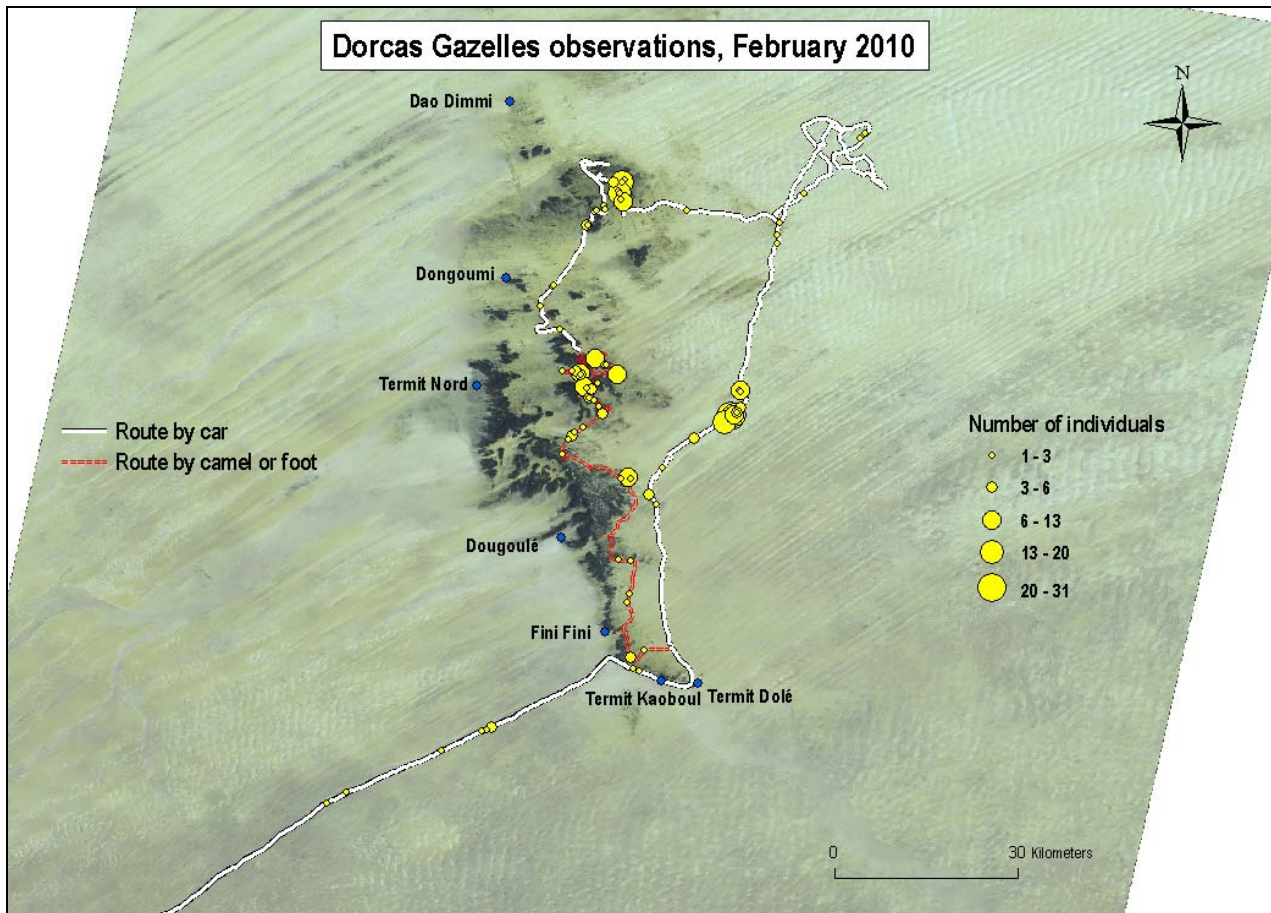 Dorcas Gazelles observations, February 2010
N
Dao Dimmi
Dongoumi
Termit Nord
Route by car
Route by camel or foot
Number of individuals
1 - 3
3 - 6
6 - 13
13 - 20
20 - 31
Dougoulé
Fini Fini
Termit Kaoboul
Termit Dolé
0 30 Kilometers